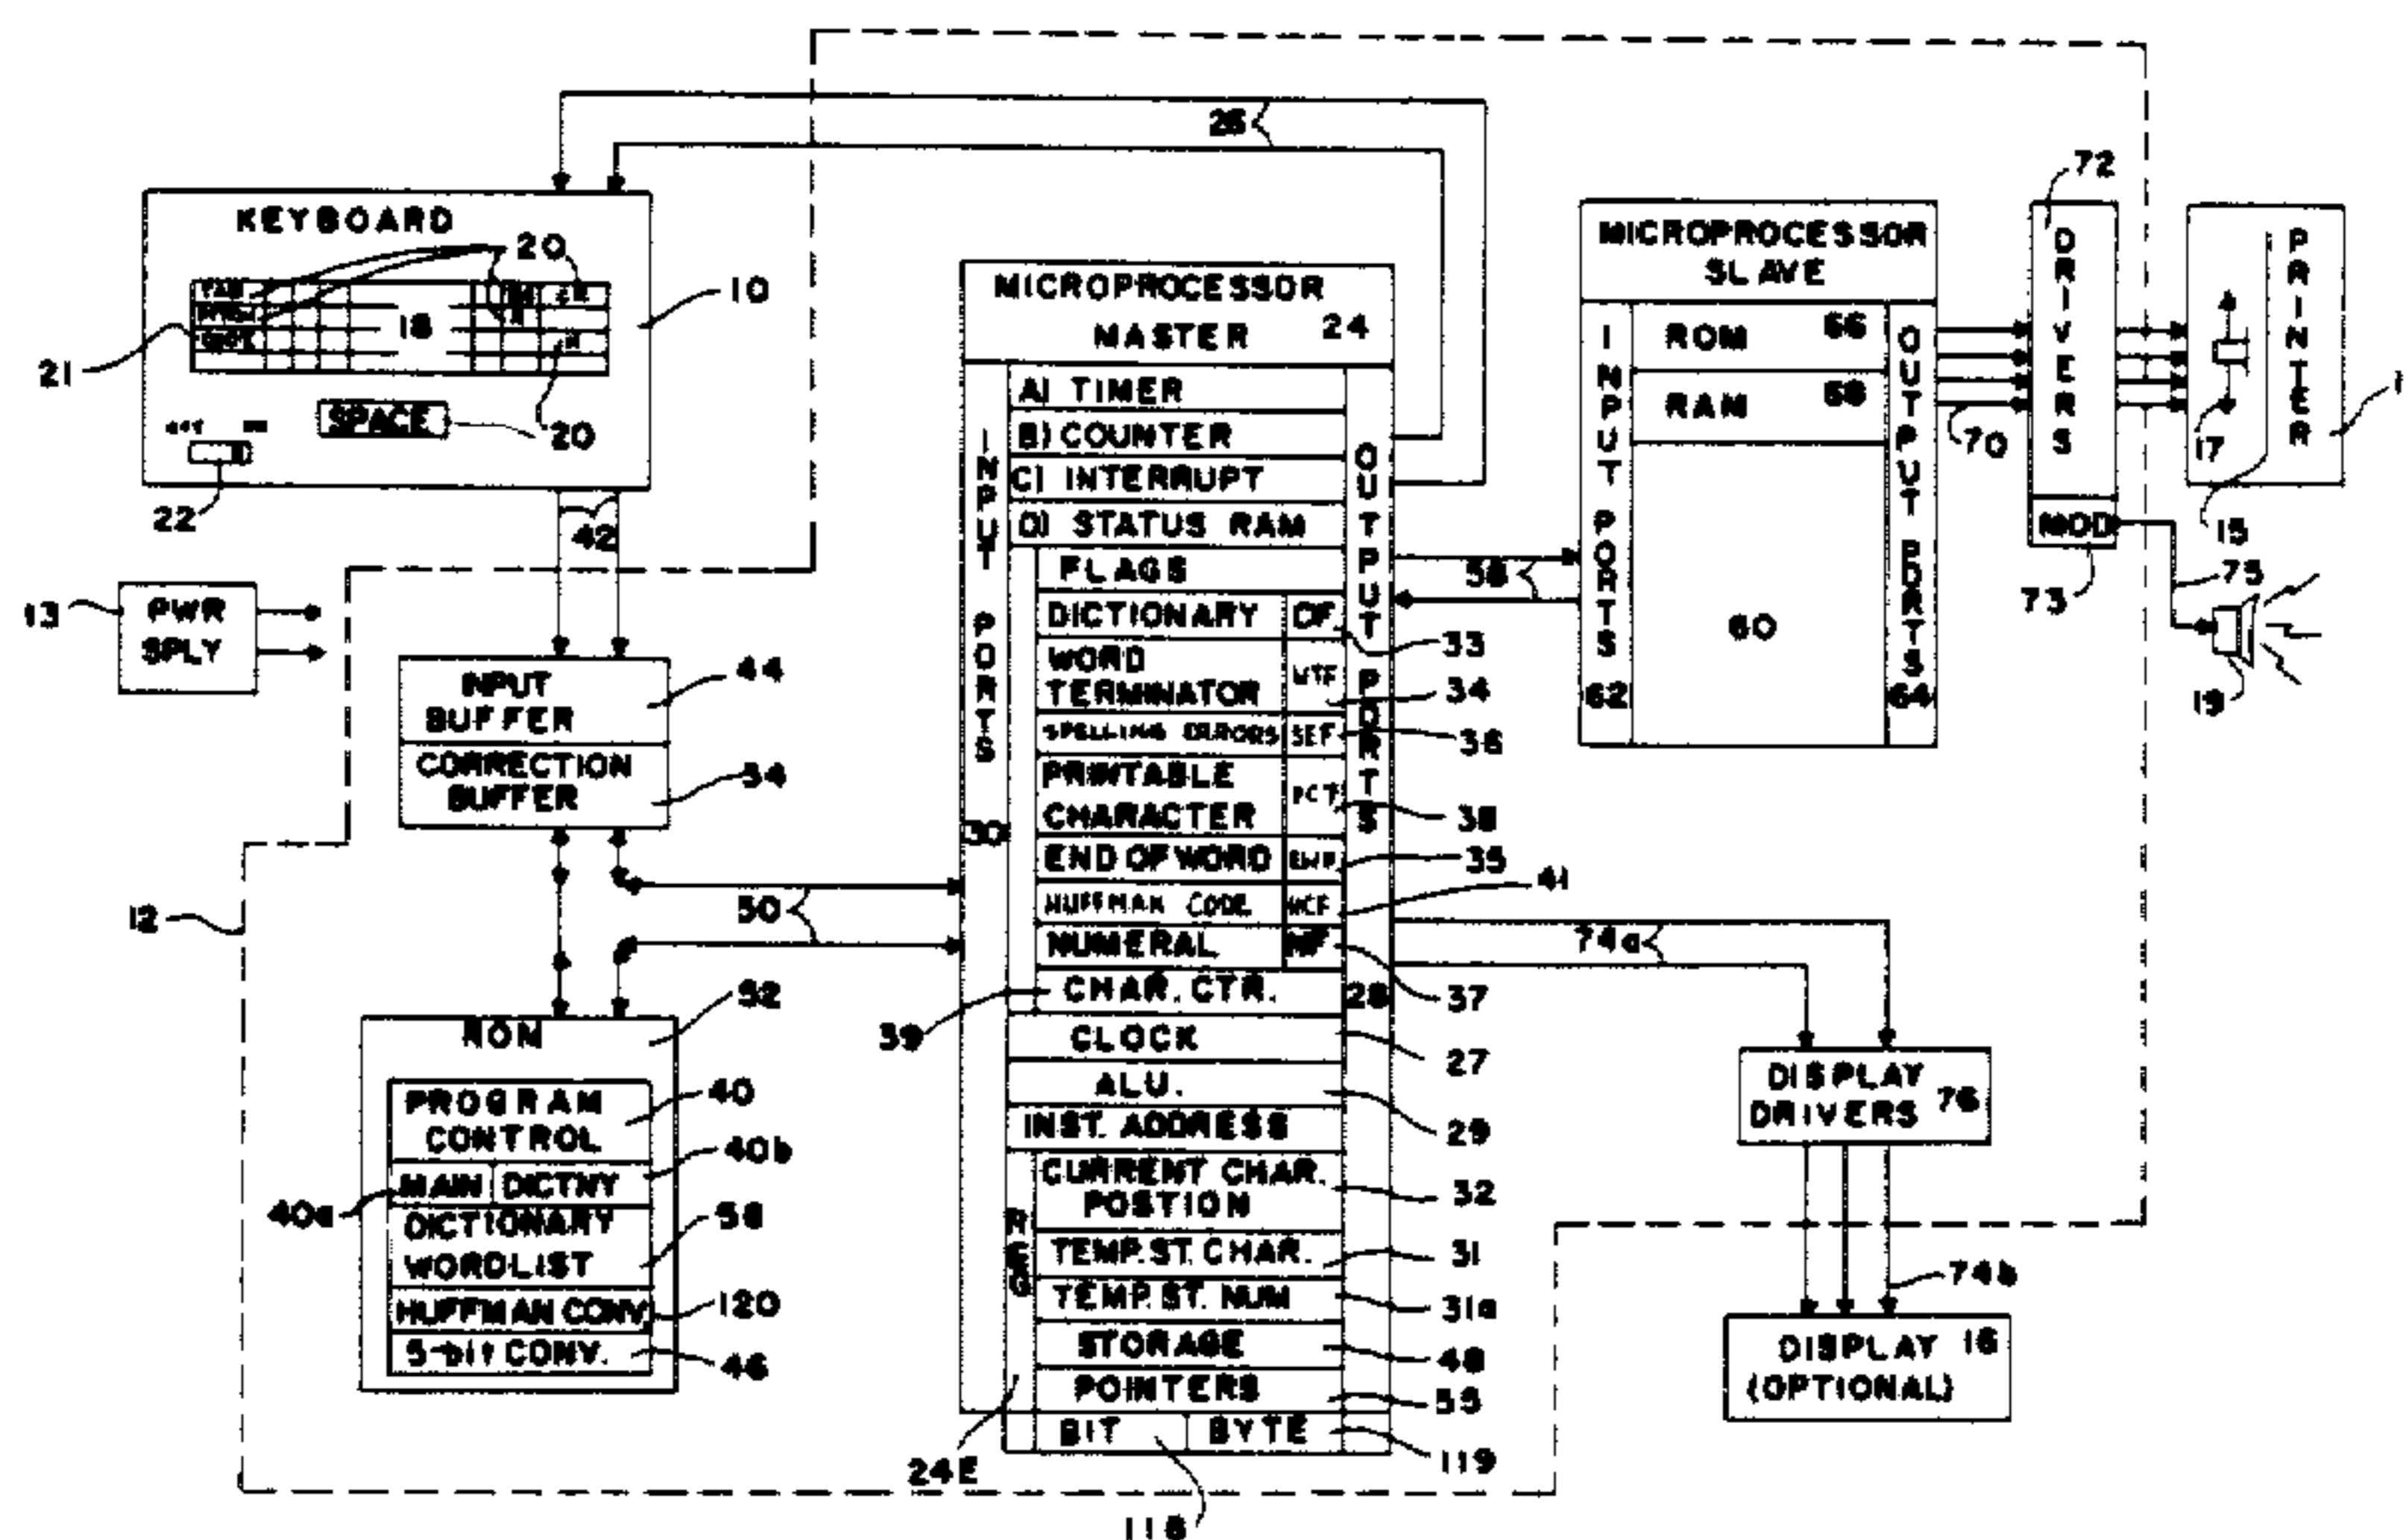 KEYBOARD
20
18
10
21
SPACE
20
22
42
26
PWR
SPLY
13
12
INPUT
BUFFER
44
CORRECTION
BUFFER
54
50
ROM
52
PROGRAM
CONTROL
40
MAIN
DICTNY
40a
40b
DICTIONARY
WORDLIST
HUFFMAN CONV.
120
5-bit CONV.
46
MICROPROCESSOR
MASTER
24
INPUT PORTS
30
OUTPUT PORTS
28
A) TIMER
B) COUNTER
C) INTERRUPT
D) STATUS RAM
FLAGS
DICTIONARY
DF
33
WORD
TERMINATOR
WTF
34
SPELLING ERRORS
SEF
36
PRINTABLE
CHARACTER
PCF
38
END OF WORD
35
HUFFMAN CODE
HCF
41
NUMERAL
NF
37
CHAR. CTR.
39
CLOCK
27
ALU.
29
INST. ADDRESS
REG
CURRENT CHAR.
POSTION
32
TEMP. ST. CHAR.
31
TEMP. ST. NUM
31a
STORAGE
48
POINTERS
55
BIT
BYTE
24E
118
119
MICROPROCESSOR
SLAVE
INPUT PORTS
62
ROM
66
RAM
68
60
OUTPUT PORTS
64
58
70
DRIVERS
72
MOD
73
75
PRINTER
1
17
15
19
74a
DISPLAY
DRIVERS
76
74b
DISPLAY
(OPTIONAL)
16